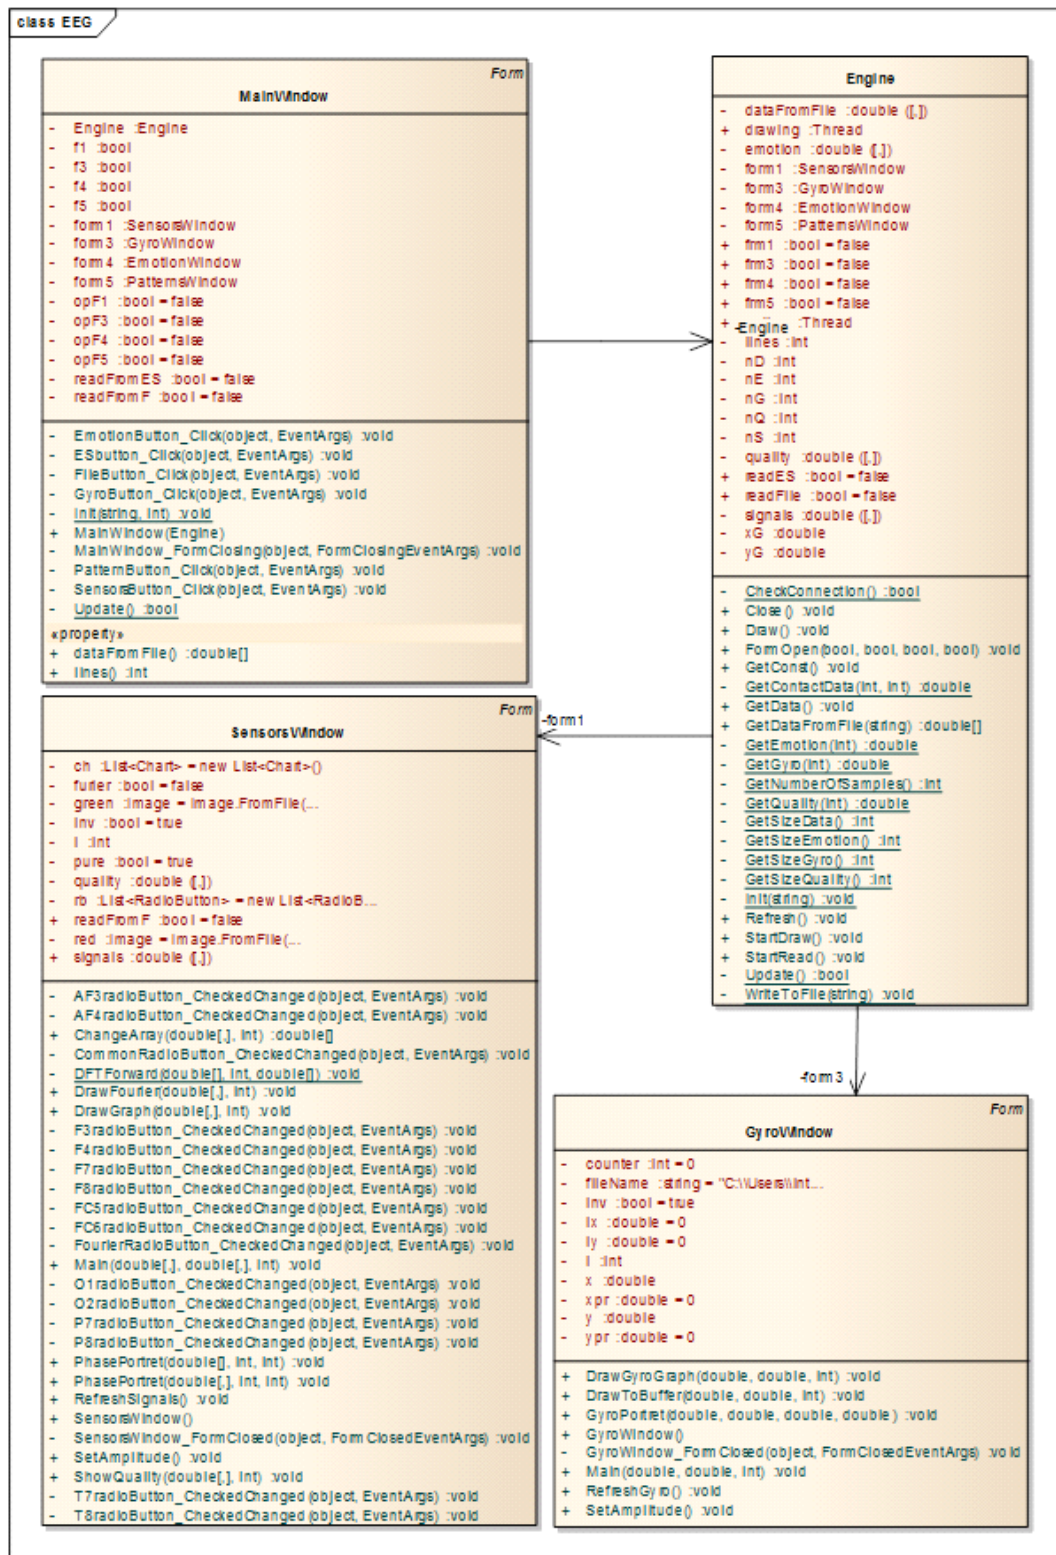 class EEG
Form
MainWindow
- Engine :Engine
- f1 :bool
- f3 :bool
- f4 :bool
- f5 :bool
- form1 :SensorsWindow
- form3 :GyroWindow
- form4 :EmotionWindow
- form5 :PatternsWindow
- opF1 :bool = false
- opF3 :bool = false
- opF4 :bool = false
- opF5 :bool = false
- readFromES :bool = false
- readFromF :bool = false
- EmotionButton_Click(object, EventArgs) :void
- ESbutton_Click(object, EventArgs) :void
- FileButton_Click(object, EventArgs) :void
- GyroButton_Click(object, EventArgs) :void
- Init(string, int) :void
+ MainWindow(Engine)
- MainWindow_FormClosing(object, FormClosingEventArgs) :void
- PatternButton_Click(object, EventArgs) :void
- SensorsButton_Click(object, EventArgs) :void
- Update() :bool
«property»
+ dataFromFile() :double[]
+ lines() :int
Engine
- dataFromFile :double ([,])
+ drawing :Thread
- emotion :double ([,])
- form1 :SensorsWindow
- form3 :GyroWindow
- form4 :EmotionWindow
- form5 :PatternsWindow
+ frm1 :bool = false
+ frm3 :bool = false
+ frm4 :bool = false
+ frm5 :bool = false
+ :Thread
-Engine
- lines :int
- nD :int
- nE :int
- nG :int
- nQ :int
- nS :int
- quality :double ([,])
+ readES :bool = false
+ readFile :bool = false
- signals :double ([,])
- xG :double
- yG :double
- CheckConnection() :bool
+ Close() :void
+ Draw() :void
+ FormOpen(bool, bool, bool, bool) :void
+ GetConst() :void
- GetContactData(int, int) :double
+ GetData() :void
+ GetDataFromFile(string) :double[]
- GetEmotion(int) :double
- GetGyro(int) :double
- GetNumberOfSamples() :int
- GetQuality(int) :double
- GetSizeData() :int
- GetSizeEmotion() :int
- GetSizeGyro() :int
- GetSizeQuality() :int
- Init(string) :void
+ Refresh() :void
+ StartDraw() :void
+ StartRead() :void
- Update() :bool
- WriteToFile(string) :void
-form1
Form
SensorsWindow
- ch :List<Chart> = new List<Chart>()
- furier :bool = false
- green :Image = Image.FromFile(...
- inv :bool = true
- l :int
- pure :bool = true
- quality :double ([,])
- rb :List<RadioButton> = new List<RadioB...
+ readFromF :bool = false
- red :Image = Image.FromFile(...
+ signals :double ([,])
- AF3radioButton_CheckedChanged(object, EventArgs) :void
- AF4radioButton_CheckedChanged(object, EventArgs) :void
+ ChangeArray(double[,], int) :double[]
- CommonRadioButton_CheckedChanged(object, EventArgs) :void
- DFTForward(double[], int, double[]) :void
+ DrawFourier(double[,], int) :void
+ DrawGraph(double[,], int) :void
- F3radioButton_CheckedChanged(object, EventArgs) :void
- F4radioButton_CheckedChanged(object, EventArgs) :void
- F7radioButton_CheckedChanged(object, EventArgs) :void
- F8radioButton_CheckedChanged(object, EventArgs) :void
- FC5radioButton_CheckedChanged(object, EventArgs) :void
- FC6radioButton_CheckedChanged(object, EventArgs) :void
- FourierRadioButton_CheckedChanged(object, EventArgs) :void
+ Main(double[,], double[,], int) :void
- O1radioButton_CheckedChanged(object, EventArgs) :void
- O2radioButton_CheckedChanged(object, EventArgs) :void
- P7radioButton_CheckedChanged(object, EventArgs) :void
- P8radioButton_CheckedChanged(object, EventArgs) :void
+ PhasePortret(double[], int, int) :void
+ PhasePortret(double[,], int, int) :void
+ RefreshSignals() :void
+ SensorsWindow()
- SensorsWindow_FormClosed(object, FormClosedEventArgs) :void
+ SetAmplitude() :void
+ ShowQuality(double[,], int) :void
- T7radioButton_CheckedChanged(object, EventArgs) :void
- T8radioButton_CheckedChanged(object, EventArgs) :void
-form3
Form
GyroWindow
- counter :int = 0
- fileName :string = "C:\\Users\\Int...
- inv :bool = true
- lx :double = 0
- ly :double = 0
- l :int
- x :double
- xpr :double = 0
- y :double
- ypr :double = 0
+ DrawGyroGraph(double, double, int) :void
+ DrawToBuffer(double, double, int) :void
+ GyroPortret(double, double, double, double) :void
+ GyroWindow()
- GyroWindow_FormClosed(object, FormClosedEventArgs) :void
+ Main(double, double, int) :void
+ RefreshGyro() :void
+ SetAmplitude() :void